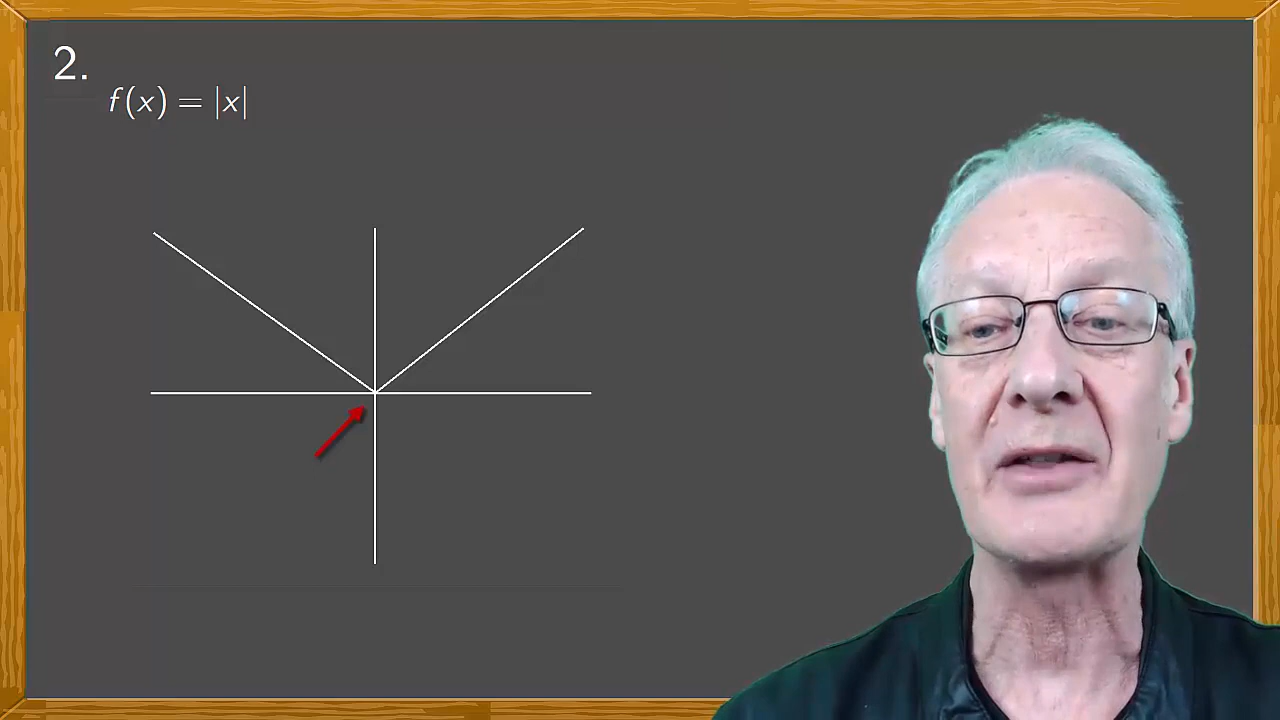 2.
f(x) = |x|